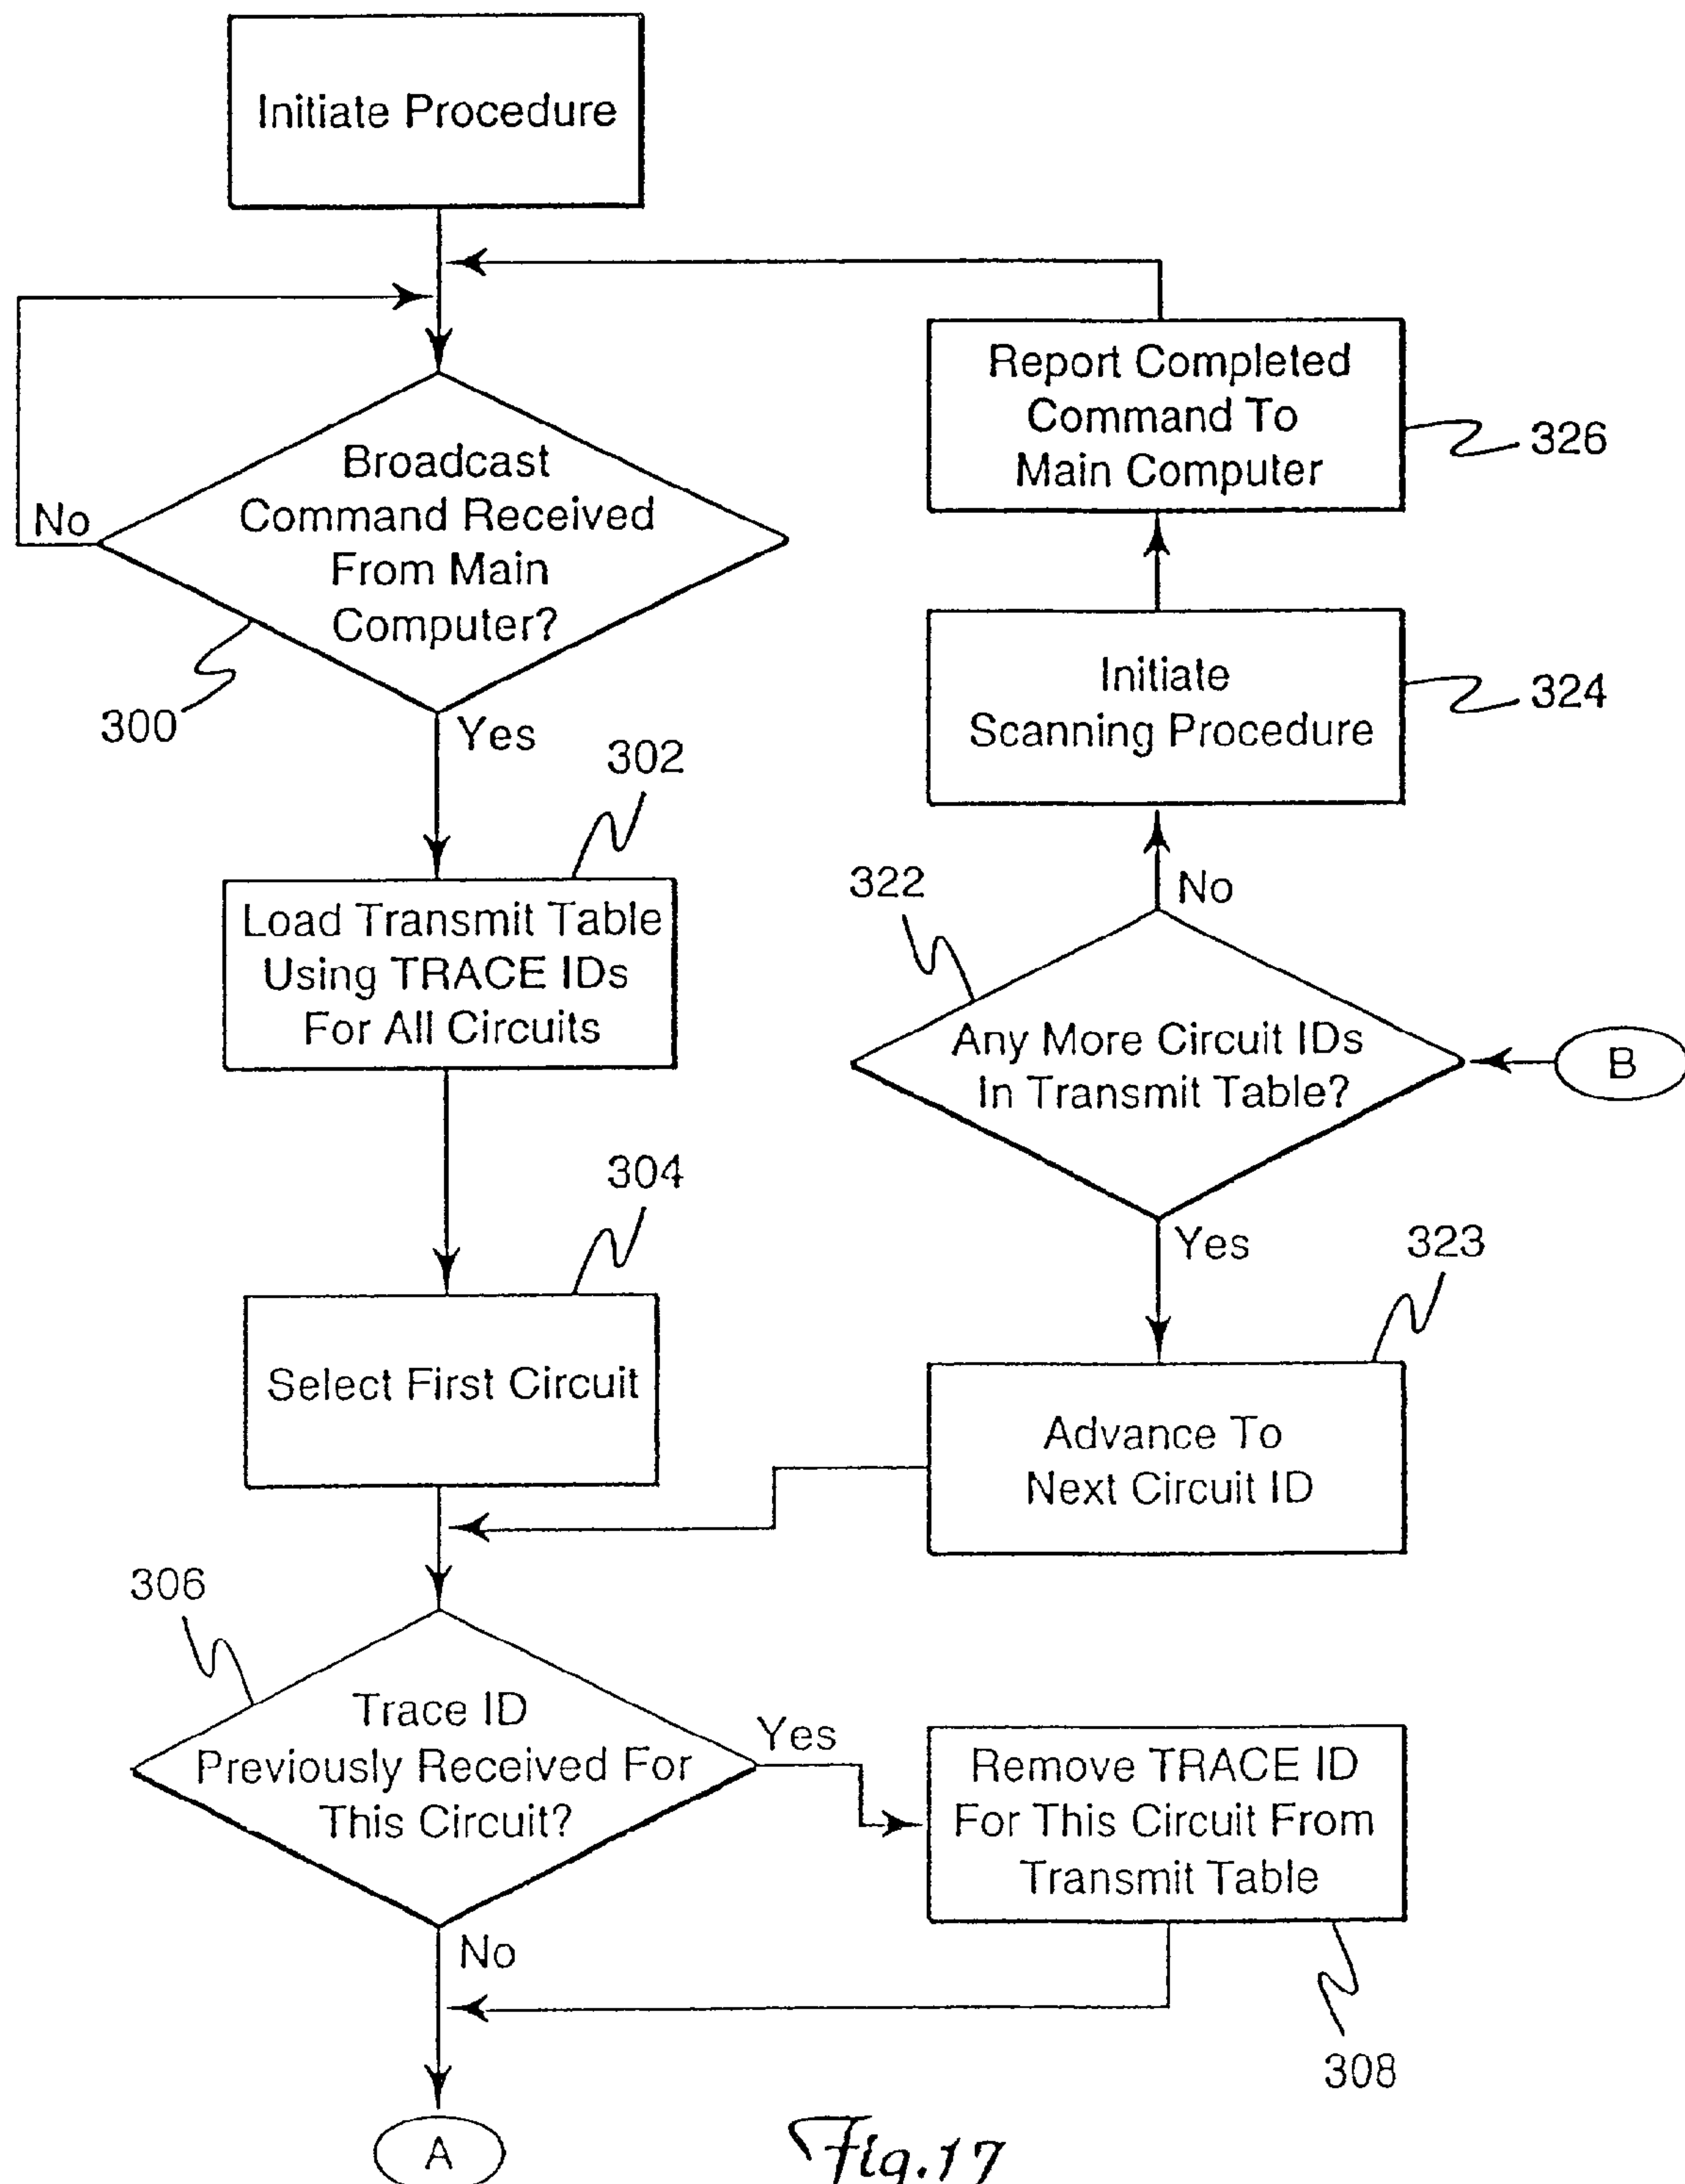 Initiate Procedure
Broadcast
Command Received
From Main
Computer?
No
300
Yes
302
Load Transmit Table
Using TRACE IDs
For All Circuits
304
Select First Circuit
306
Trace ID
Previously Received For
This Circuit?
Yes
No
Remove TRACE ID
For This Circuit From
Transmit Table
308
A
Report Completed
Command To
Main Computer
326
Initiate
Scanning Procedure
324
No
322
Any More Circuit IDs
In Transmit Table?
B
Yes
323
Advance To
Next Circuit ID
Fig.17